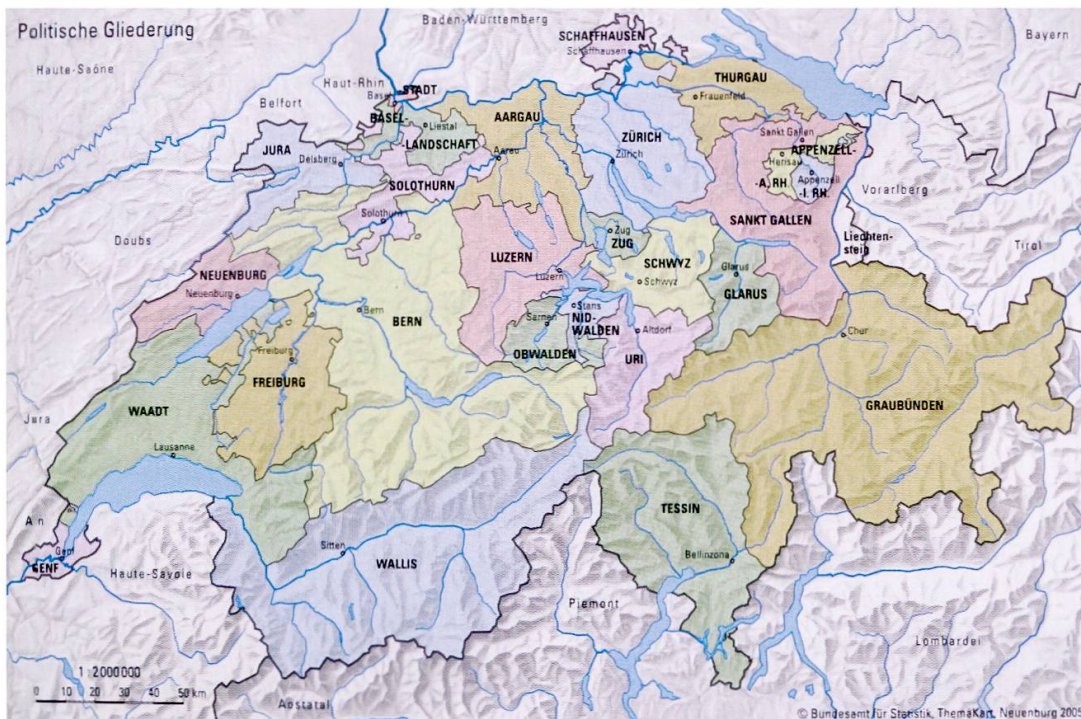 Politische Gliederung
Baden-Württemberg
Bayern
SCHAFFHAUSEN
Schaffhausen
Haute-Saône
Haut-Rhin
STADT
Basel
THURGAU
Frauenfeld
Belfort
BASEL-
-LANDSCHAFT
Liestal
AARGAU
Aarau
ZÜRICH
Zürich
Sankt Gallen
APPENZELL-
Herisau
-A. RH.
Appenzell
-I. RH.
JURA
Delsberg
SOLOTHURN
Solothurn
Vorarlberg
SANKT GALLEN
Doubs
Liechten-
steig
Tirol
LUZERN
Luzern
Zug
ZUG
SCHWYZ
Schwyz
Glarus
GLARUS
NEUENBURG
Neuenburg
Bern
BERN
Stans
NID-
WALDEN
Sarnen
OBWALDEN
Altdorf
URI
Chur
GRAUBÜNDEN
Freiburg
FREIBURG
WAADT
Jura
Lausanne
TESSIN
Bellinzona
Ain
Genf
GENF
Haute-Savoie
Sitten
WALLIS
Piemont
Lombardei
Aostatal
1 : 2000000
0 10 20 30 40 50 km
© Bundesamt für Statistik, ThemaKart, Neuenburg 2005